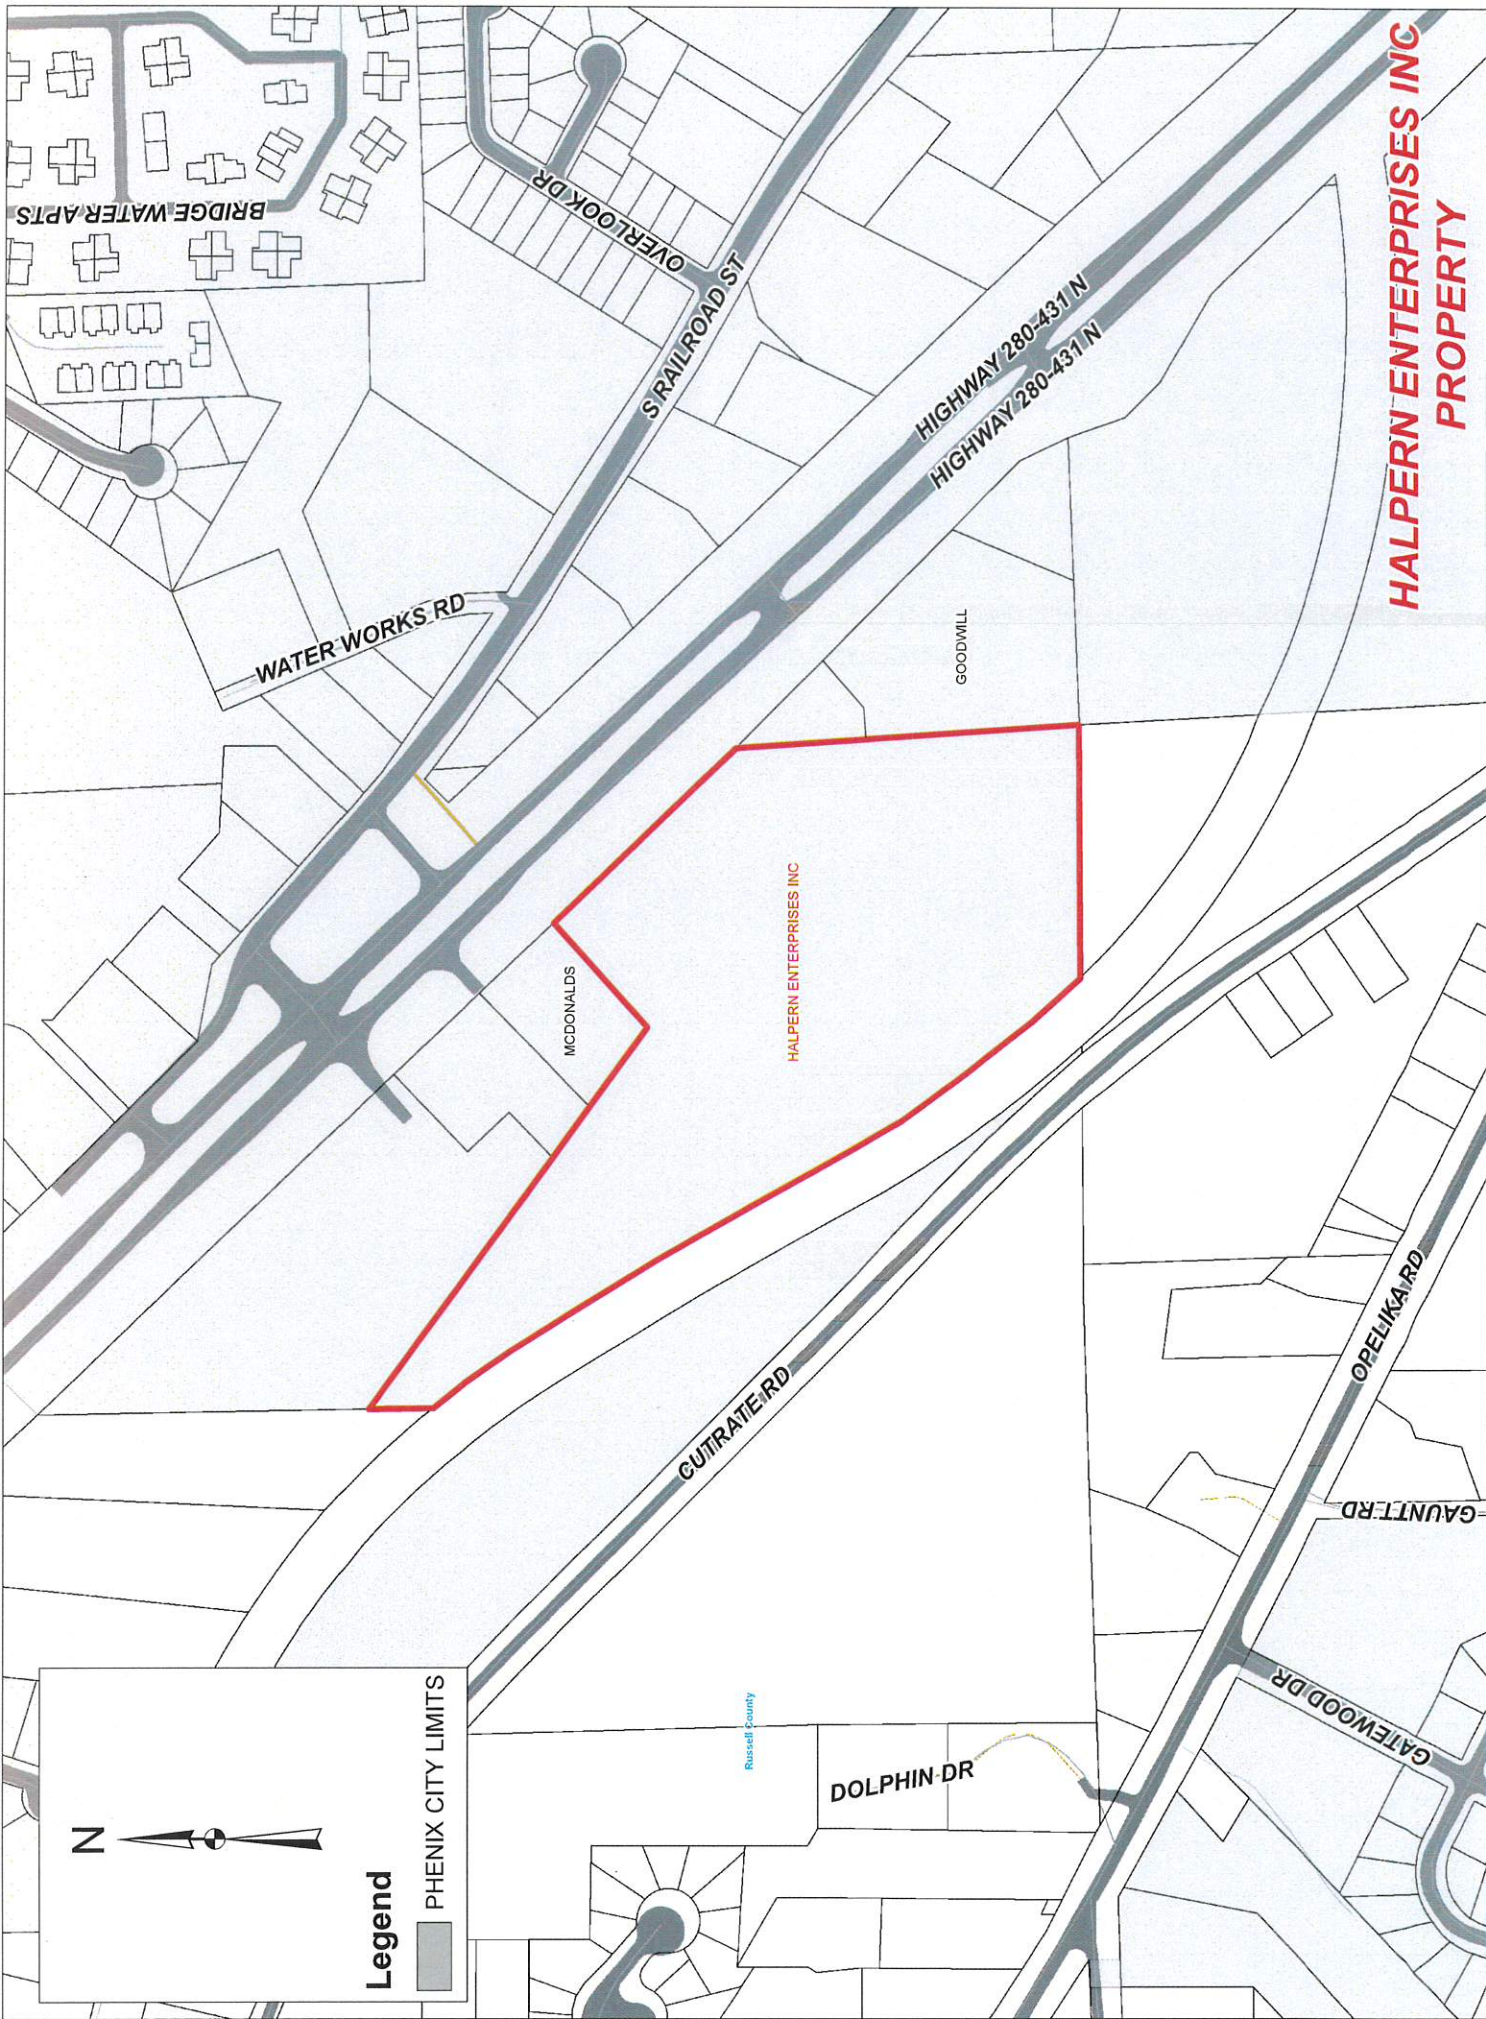 BRIDGE WATER APTS
OVERLOOK DR
S RAILROAD ST
WATER WORKS RD
HIGHWAY 280-431 N
HIGHWAY 280-431 N
GOODWILL
MCDONALDS
HALPERN ENTERPRISES INC
CUTRATE RD
OPELIKA RD
GAUNTT RD
GATEWOOD DR
DOLPHIN DR
Russell County
N
Legend
PHENIX CITY LIMITS
HALPERN ENTERPRISES INC
PROPERTY